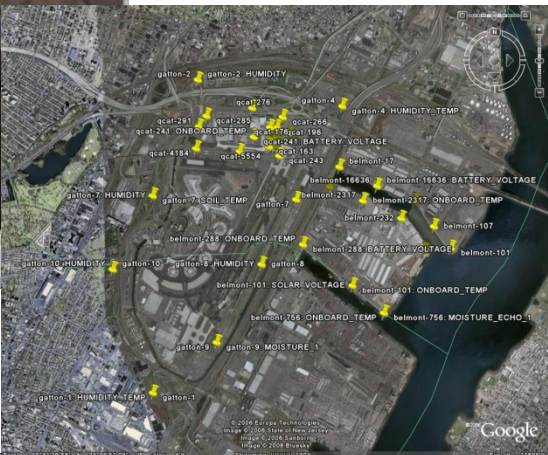 gatton-2 gatton-2: HUMIDITY
qcat-276
gatton-4
gatton-4: HUMIDITY_TEMP
qcat-291 qcat-285 qcat-266
qcat-241: ONBOARD_TEMP qcat-176 qcat-196
qcat-241: BATTERY_VOLTAGE
qcat-4184 qcat-5554 qcat-163
qcat-243 belmont-17
belmont-16636 belmont-16636: BATTERY_VOLTAGE
gatton-7: HUMIDITY
gatton-7: SOIL_TEMP gatton-7 belmont-2317 belmont-2317: ONBOARD_TEMP
belmont-232
belmont-107
belmont-288: ONBOARD_TEMP
belmont-288: BATTERY_VOLTAGE belmont-101
gatton-10: HUMIDITY gatton-10 gatton-8: HUMIDITY gatton-8
belmont-101: SOLAR_VOLTAGE belmont-101: ONBOARD_TEMP
belmont-756: ONBOARD_TEMP belmont-756: MOISTURE_ECHO_1
gatton-9 gatton-9: MOISTURE_1
gatton-1: HUMIDITY_TEMP gatton-1
© 2006 Europa Technologies
Image © 2006 State of New Jersey
Image © 2006 Sanborn
Image © 2006 Bluesky
©2006 Google